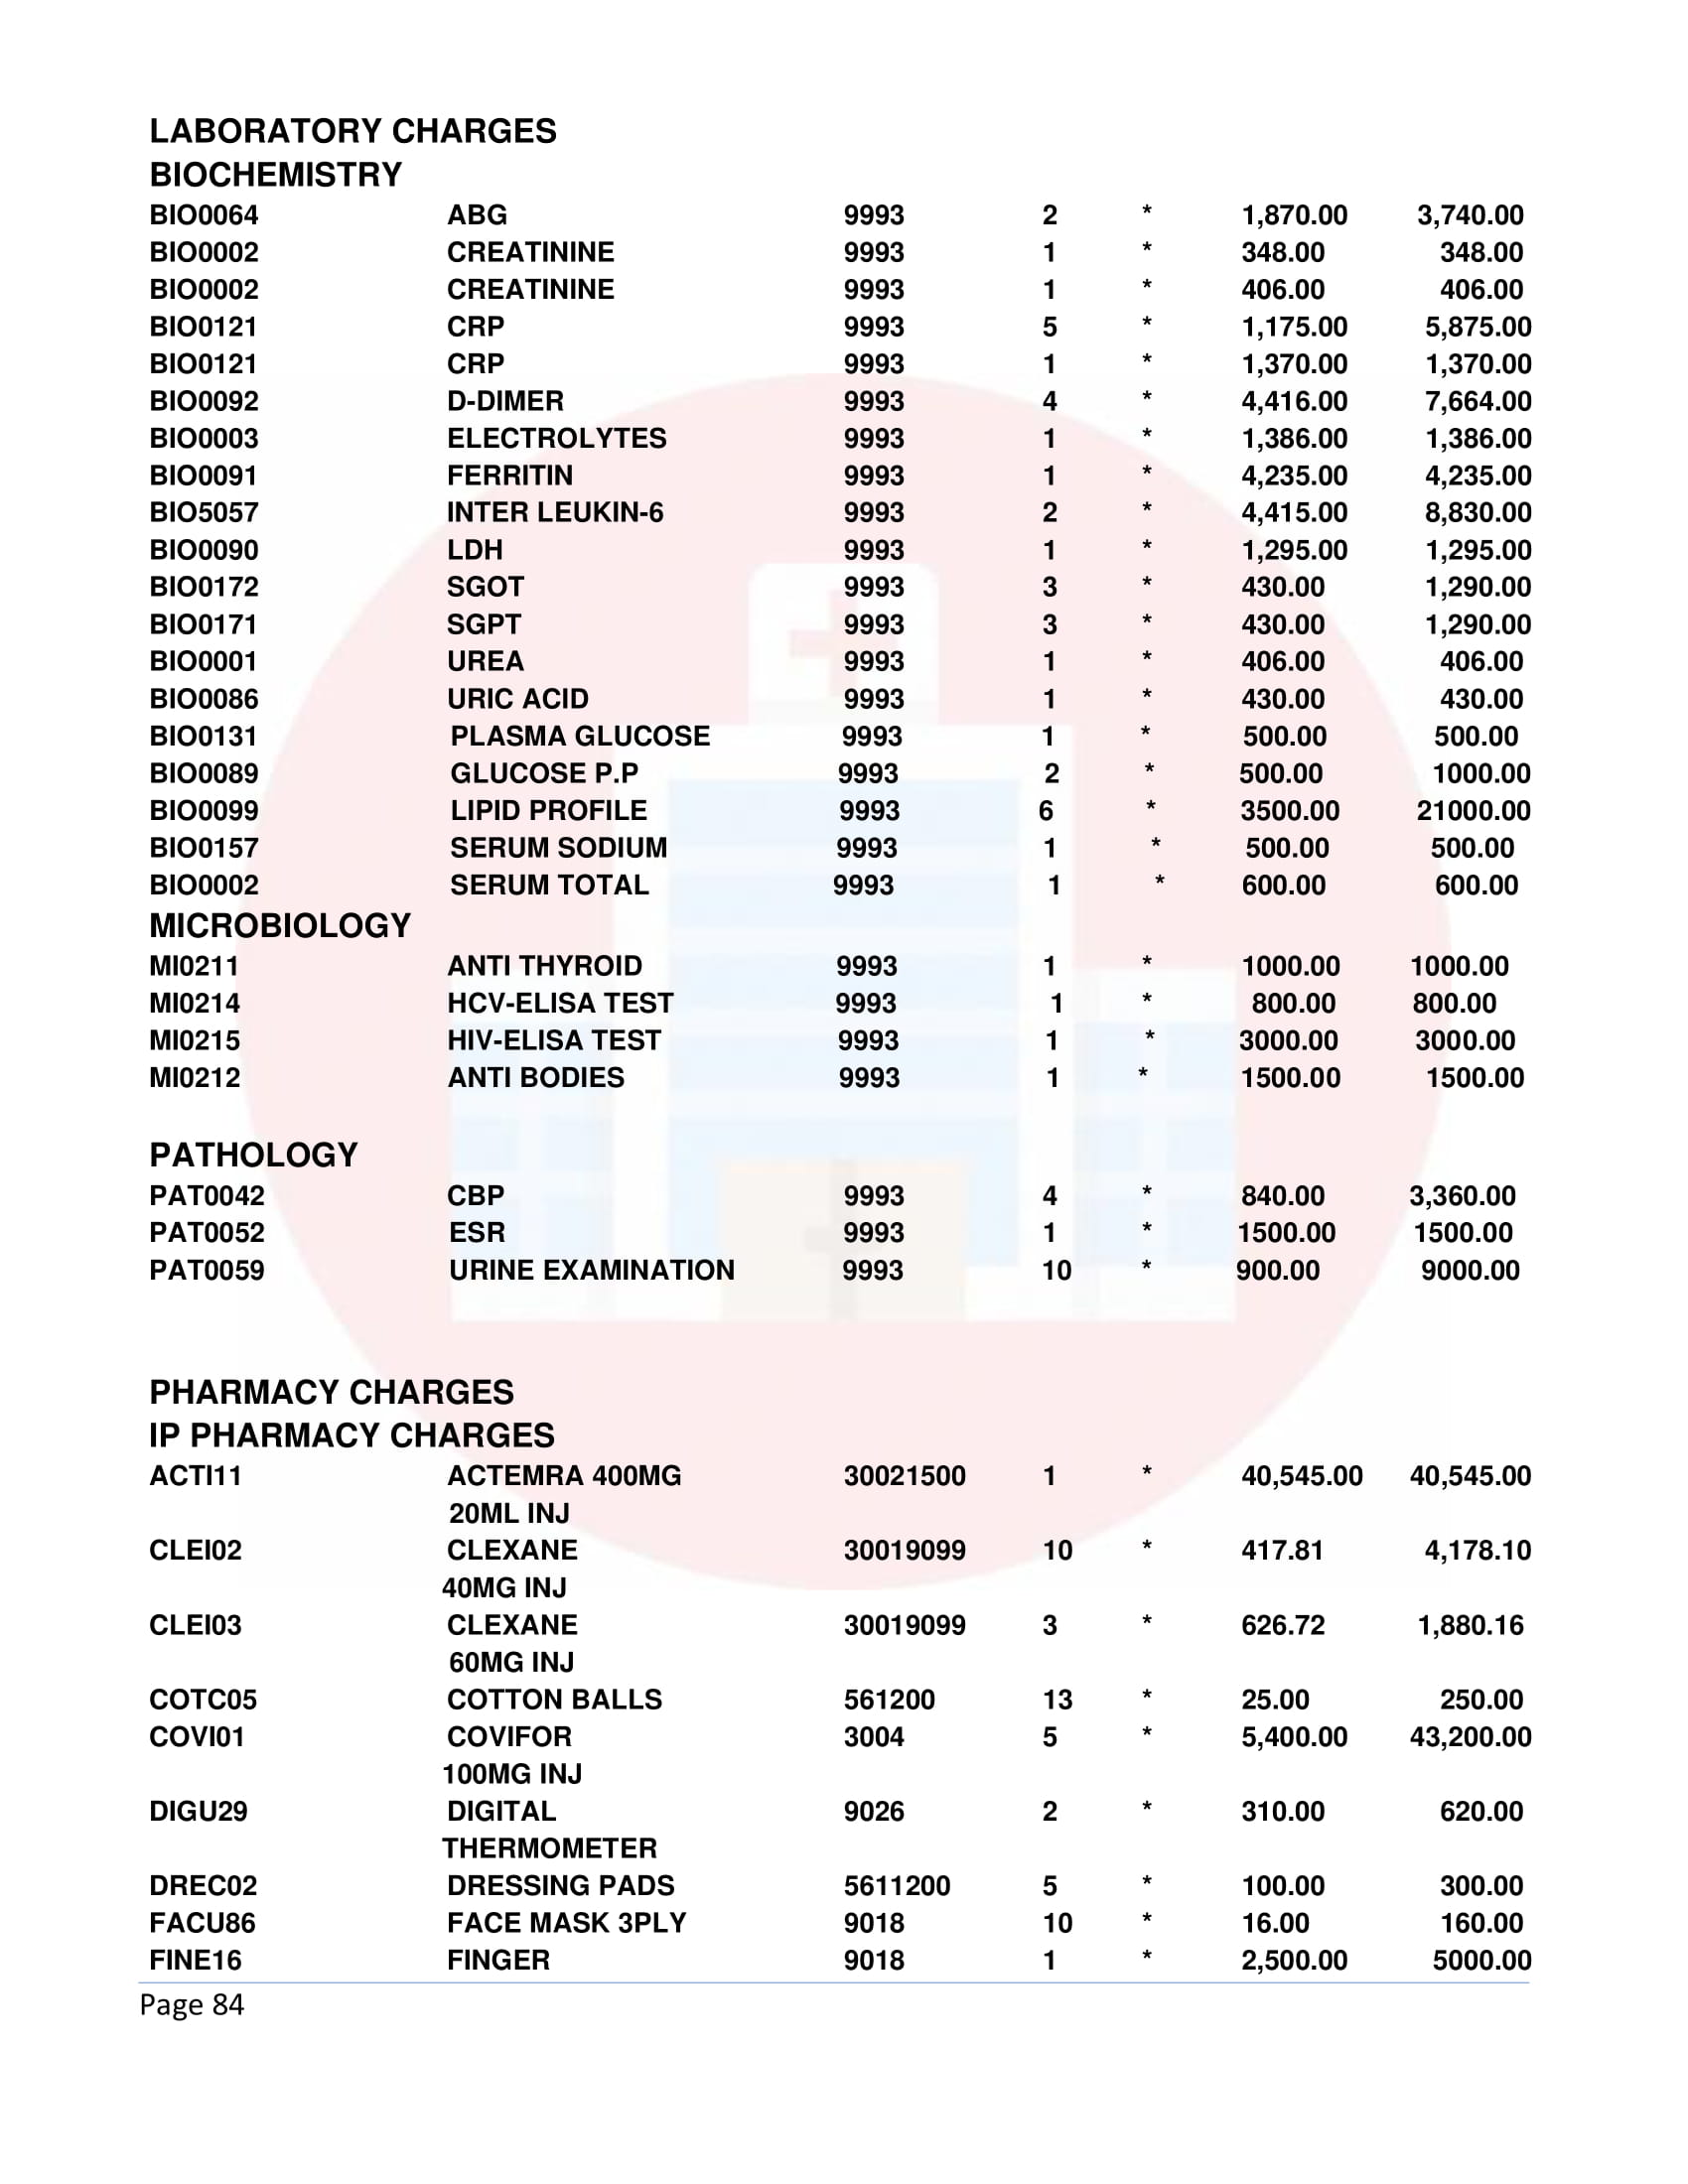 LABORATORY CHARGES
BIOCHEMISTRY
BIO0064 ABG 9993 2 * 1,870.00 3,740.00
BIO0002 CREATININE 9993 1 * 348.00 348.00
BIO0002 CREATININE 9993 1 * 406.00 406.00
BIO0121 CRP 9993 5 * 1,175.00 5,875.00
BIO0121 CRP 9993 1 * 1,370.00 1,370.00
BIO0092 D-DIMER 9993 4 * 4,416.00 7,664.00
BIO0003 ELECTROLYTES 9993 1 * 1,386.00 1,386.00
BIO0091 FERRITIN 9993 1 * 4,235.00 4,235.00
BIO5057 INTER LEUKIN-6 9993 2 * 4,415.00 8,830.00
BIO0090 LDH 9993 1 * 1,295.00 1,295.00
BIO0172 SGOT 9993 3 * 430.00 1,290.00
BIO0171 SGPT 9993 3 * 430.00 1,290.00
BIO0001 UREA 9993 1 * 406.00 406.00
BIO0086 URIC ACID 9993 1 * 430.00 430.00
BIO0131 PLASMA GLUCOSE 9993 1 * 500.00 500.00
BIO0089 GLUCOSE P.P 9993 2 * 500.00 1000.00
BIO0099 LIPID PROFILE 9993 6 * 3500.00 21000.00
BIO0157 SERUM SODIUM 9993 1 * 500.00 500.00
BIO0002 SERUM TOTAL 9993 1 * 600.00 600.00
MICROBIOLOGY
MI0211 ANTI THYROID 9993 1 * 1000.00 1000.00
MI0214 HCV-ELISA TEST 9993 1 * 800.00 800.00
MI0215 HIV-ELISA TEST 9993 1 * 3000.00 3000.00
MI0212 ANTI BODIES 9993 1 * 1500.00 1500.00
PATHOLOGY
PAT0042 CBP 9993 4 * 840.00 3,360.00
PAT0052 ESR 9993 1 * 1500.00 1500.00
PAT0059 URINE EXAMINATION 9993 10 * 900.00 9000.00
PHARMACY CHARGES
IP PHARMACY CHARGES
ACTI11 ACTEMRA 400MG 30021500 1 * 40,545.00 40,545.00
20ML INJ
CLEI02 CLEXANE 30019099 10 * 417.81 4,178.10
40MG INJ
CLEI03 CLEXANE 30019099 3 * 626.72 1,880.16
60MG INJ
COTC05 COTTON BALLS 561200 13 * 25.00 250.00
COVI01 COVIFOR 3004 5 * 5,400.00 43,200.00
100MG INJ
DIGU29 DIGITAL 9026 2 * 310.00 620.00
THERMOMETER
DREC02 DRESSING PADS 5611200 5 * 100.00 300.00
FACU86 FACE MASK 3PLY 9018 10 * 16.00 160.00
FINE16 FINGER 9018 1 * 2,500.00 5000.00
Page 84